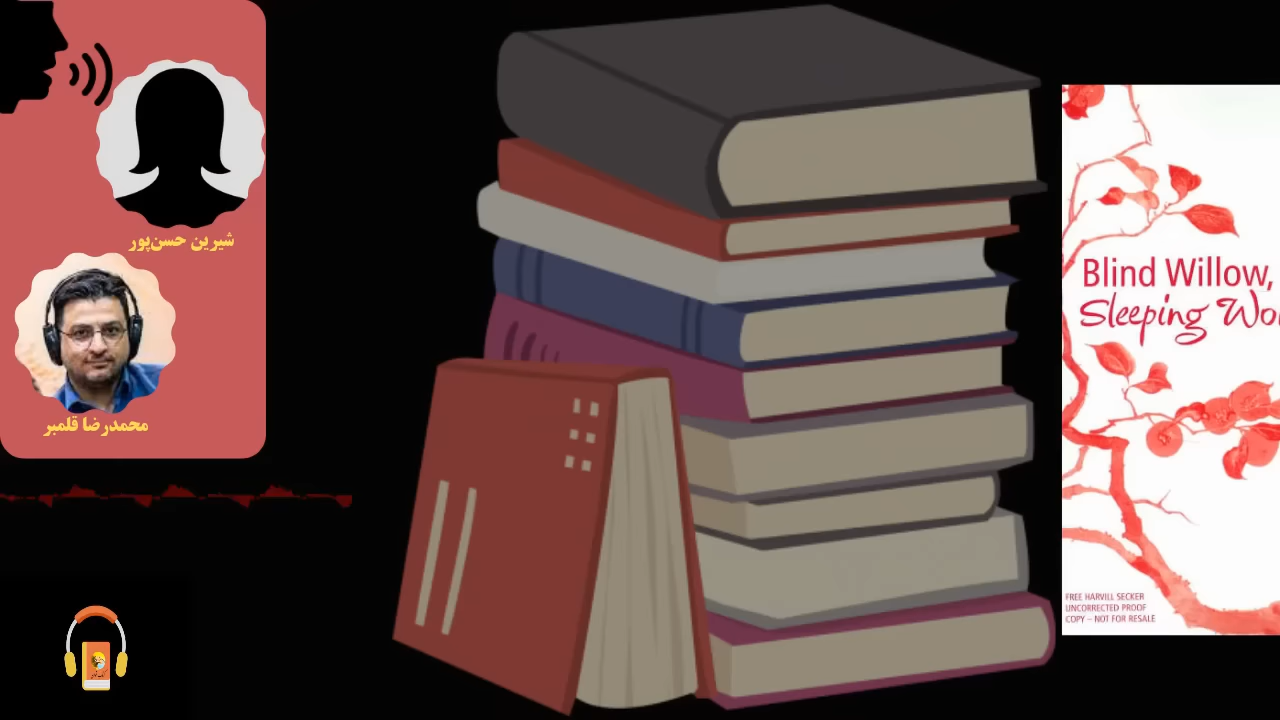 شیرین حسن‌پور
محمدرضا قلمبر
Blind Willow,
Sleeping Wo
FREE HARVILL SECKER
UNCORRECTED PROOF
COPY – NOT FOR RESALE